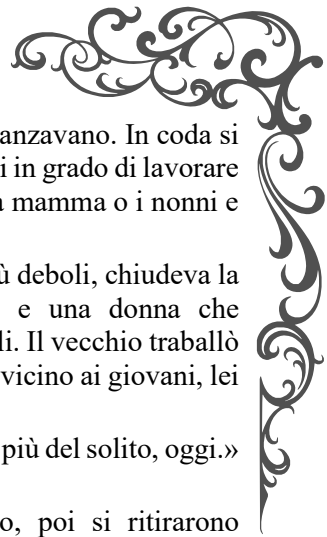 anzavano. In coda si
i in grado di lavorare
mamma o i nonni e
ù deboli, chiudeva la
e una donna che
li. Il vecchio traballò
vicino ai giovani, lei
più del solito, oggi.»
o, poi si ritirarono